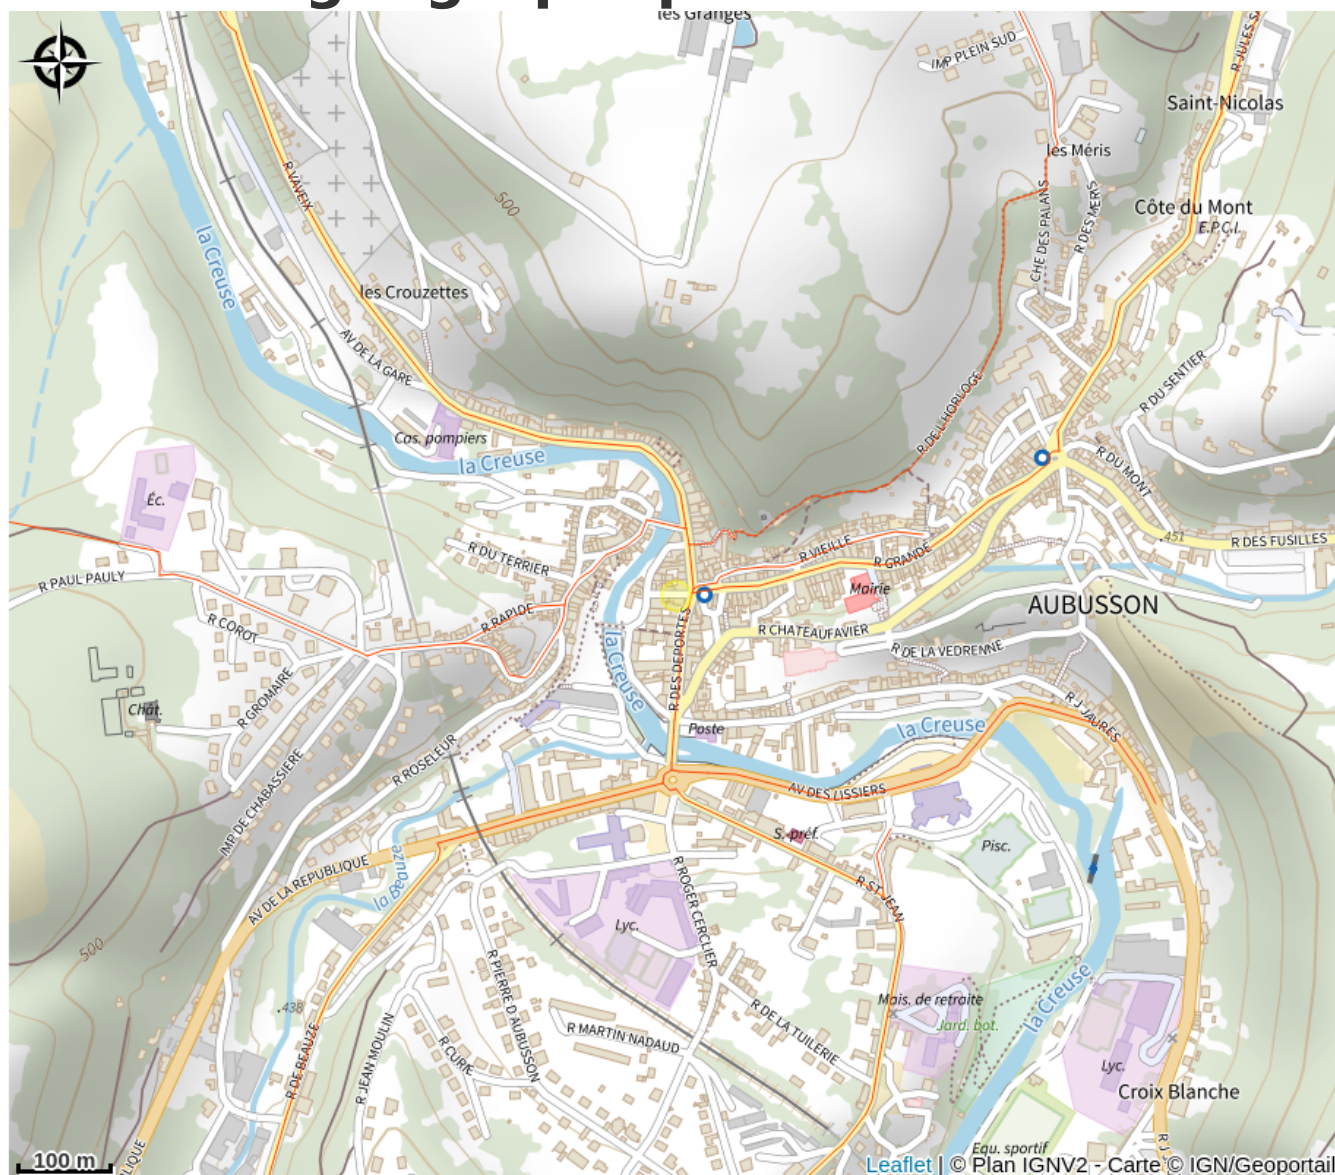 les Granges
IMP PLEIN SUD
Saint-Nicolas
les Méris
R VAVEIX
500
CHE DES PALANS
R DES MERIS
Côte du Mont
E.P.C.I.
la Creuse
les Crouzettes
AV DE LA GARE
R DU SENTIER
R DE L'HORLOGE
Cas. pompiers
la Creuse
R DU MONT
Éc.
.451
R DES FUSILLES
R VIEILLE
R GRANDE
R DU TERRIER
R PAUL PAULY
Mairie
AUBUSSON
R RAPIDE
R COROT
R CHATEAUFAVIER
R DE LA VEDRENNE
la Creuse
R DES DEPORTES
R GROMAIRE
Chât.
Poste
la Creuse
R J JAURES
R ROSELEUR
IMP DE CHABASSIERE
AV DES LISSIERS
S.-préf.
Pisc.
AV DE LA REPUBLIQUE
la Beauze
R ROGER CERCLIER
R ST JEAN
Lyc.
500
R PIERRE D'AUBUSSON
Mais. de retraite
Jard. bot.
la Creuse
.438
R DE BEAUZE
R JEAN MOULIN
R CURIE
R MARTIN NADAUD
R DE LA TUILERIE
Lyc.
Croix Blanche
Equ. sportif
100 m
Leaflet | © Plan IGNV2 - Carte © IGN/Geoportail